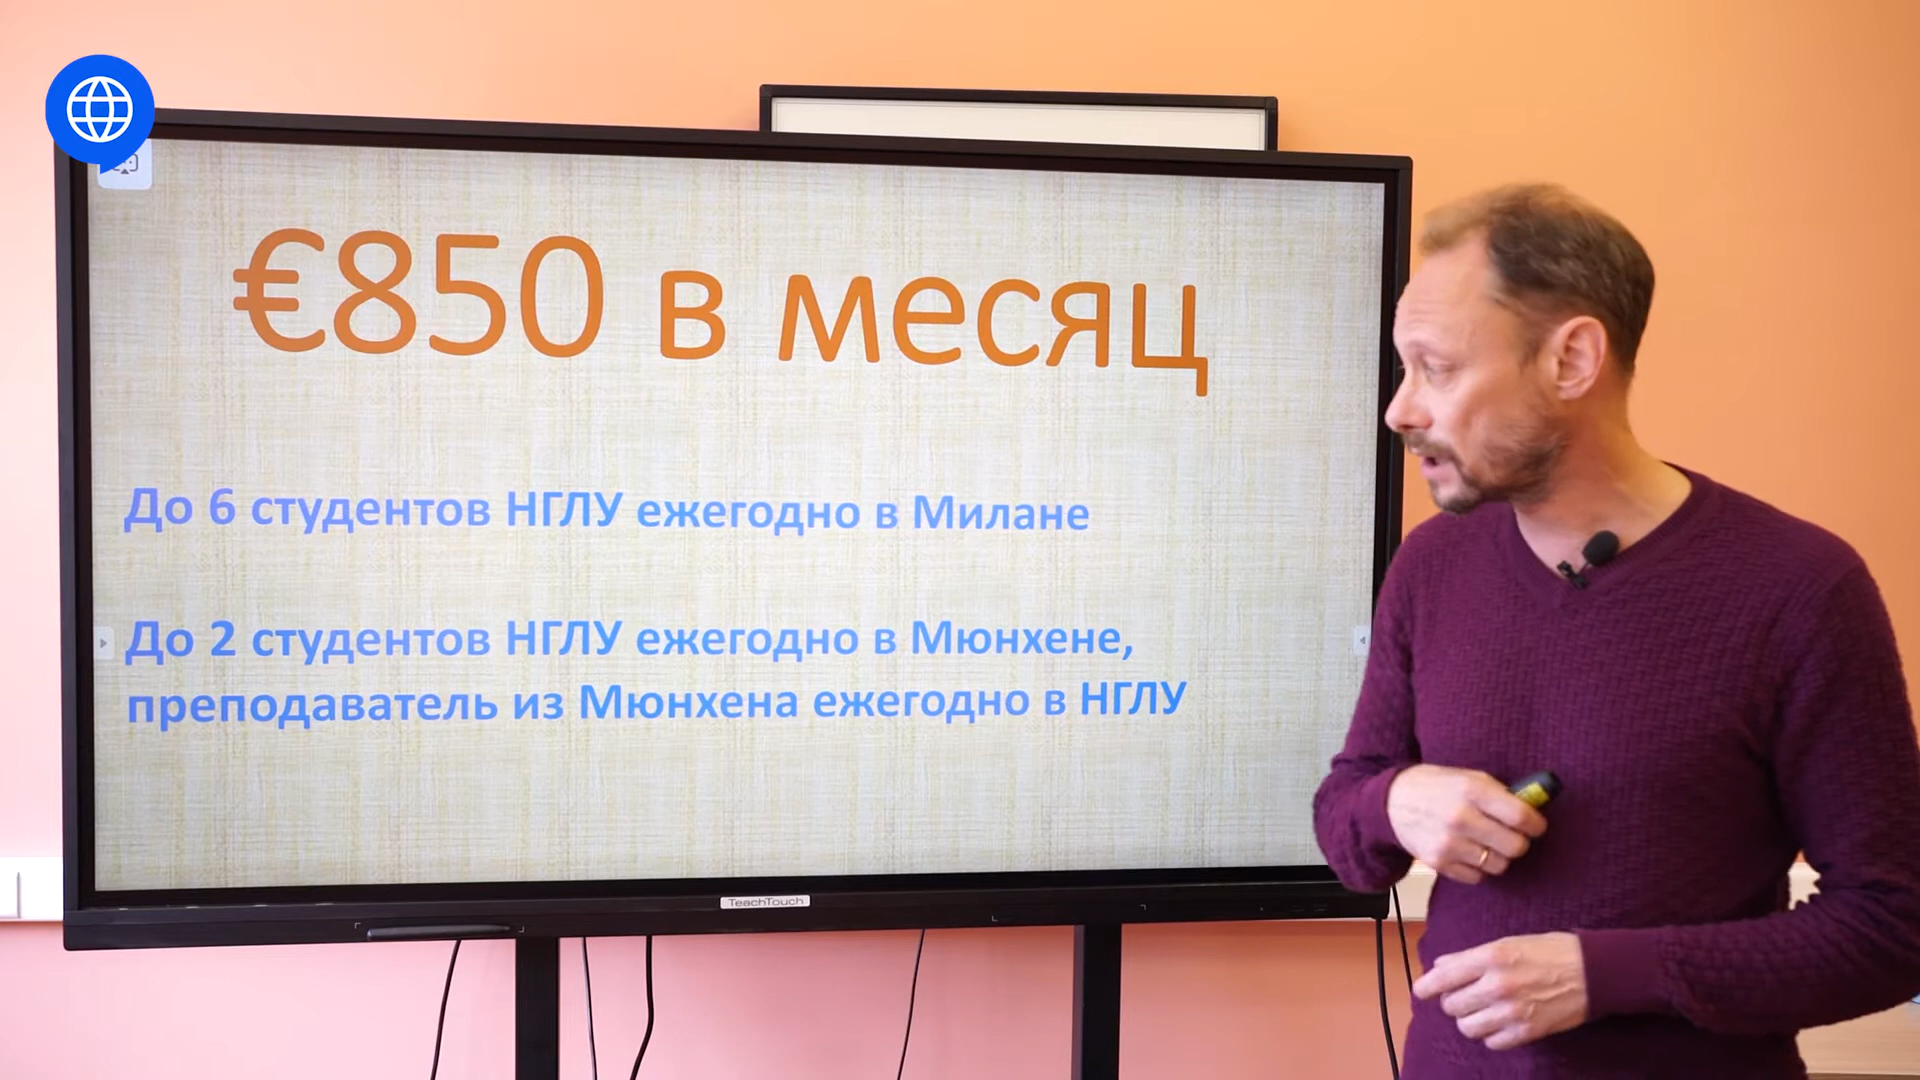 €850 в месяц
До 6 студентов НГЛУ ежегодно в Милане
До 2 студентов НГЛУ ежегодно в Мюнхене,
преподаватель из Мюнхена ежегодно в НГЛУ
TeachTouch